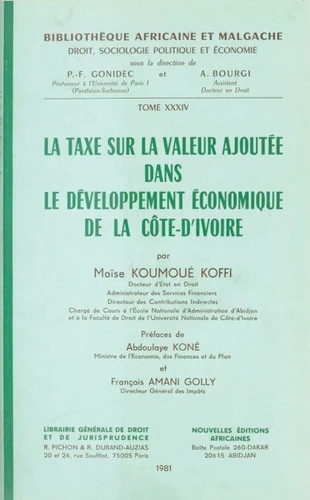 BIBLIOTHÈQUE AFRICAINE ET MALGACHE
DROIT, SOCIOLOGIE POLITIQUE ET ÉCONOMIE
sous la direction de
P.-F. GONIDEC et A. BOURGI
Professeur à l'Université de Paris I Assistant
(Panthéon-Sorbonne) Docteur en Droit
TOME XXXIV
LA TAXE SUR LA VALEUR AJOUTÉE
DANS
LE DÉVELOPPEMENT ÉCONOMIQUE
DE LA CÔTE-D'IVOIRE
par
Moïse KOUMOUÉ KOFFI
Docteur d'État en Droit
Administrateur des Services Financiers
Directeur des Contributions Indirectes
Chargé de Cours à l'École Nationale d'Administration d'Abidjan
et à la Faculté de Droit de l'Université Nationale de Côte-d'Ivoire
Préfaces de
Abdoulaye KONÉ
Ministre de l'Economie, des Finances et du Plan
et
François AMANI GOLLY
Directeur Général des Impôts
LIBRAIRIE GÉNÉRALE DE DROIT
ET DE JURISPRUDENCE
R. PICHON & R. DURAND-AUZIAS
20 et 24, rue Soufflot, 75005 Paris
NOUVELLES ÉDITIONS
AFRICAINES
Boîte Postale 260-DAKAR
20615 ABIDJAN
1981